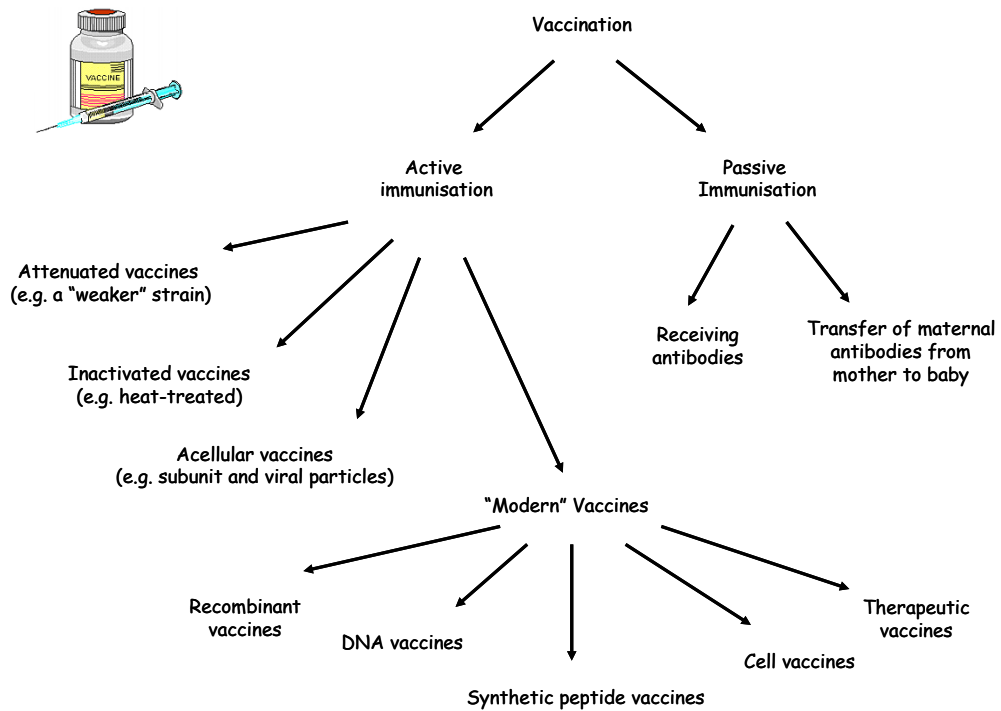 VACCINE
Vaccination
Active
immunisation
Passive
Immunisation
Attenuated vaccines
(e.g. a “weaker” strain)
Inactivated vaccines
(e.g. heat-treated)
Acellular vaccines
(e.g. subunit and viral particles)
Receiving
antibodies
Transfer of maternal
antibodies from
mother to baby
“Modern” Vaccines
Recombinant
vaccines
DNA vaccines
Synthetic peptide vaccines
Cell vaccines
Therapeutic
vaccines